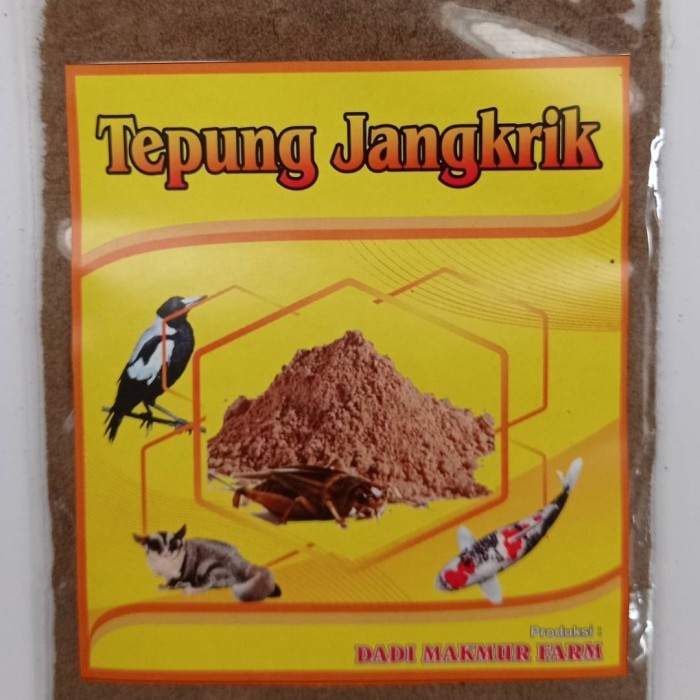 Tepung Jangkrik
Produksi :
DADI MAKMUR FARM